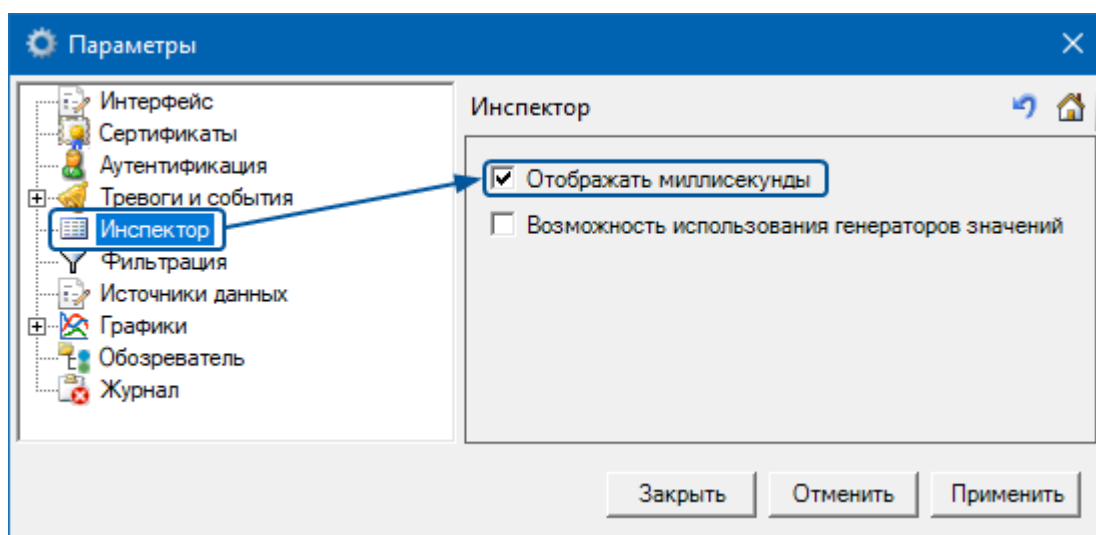 Параметры
Интерфейс
Сертификаты
Аутентификация
Тревоги и события
Инспектор
Фильтрация
Источники данных
Графики
Обозреватель
Журнал
Инспектор
Отображать миллисекунды
Возможность использования генераторов значений
Закрыть
Отменить
Применить